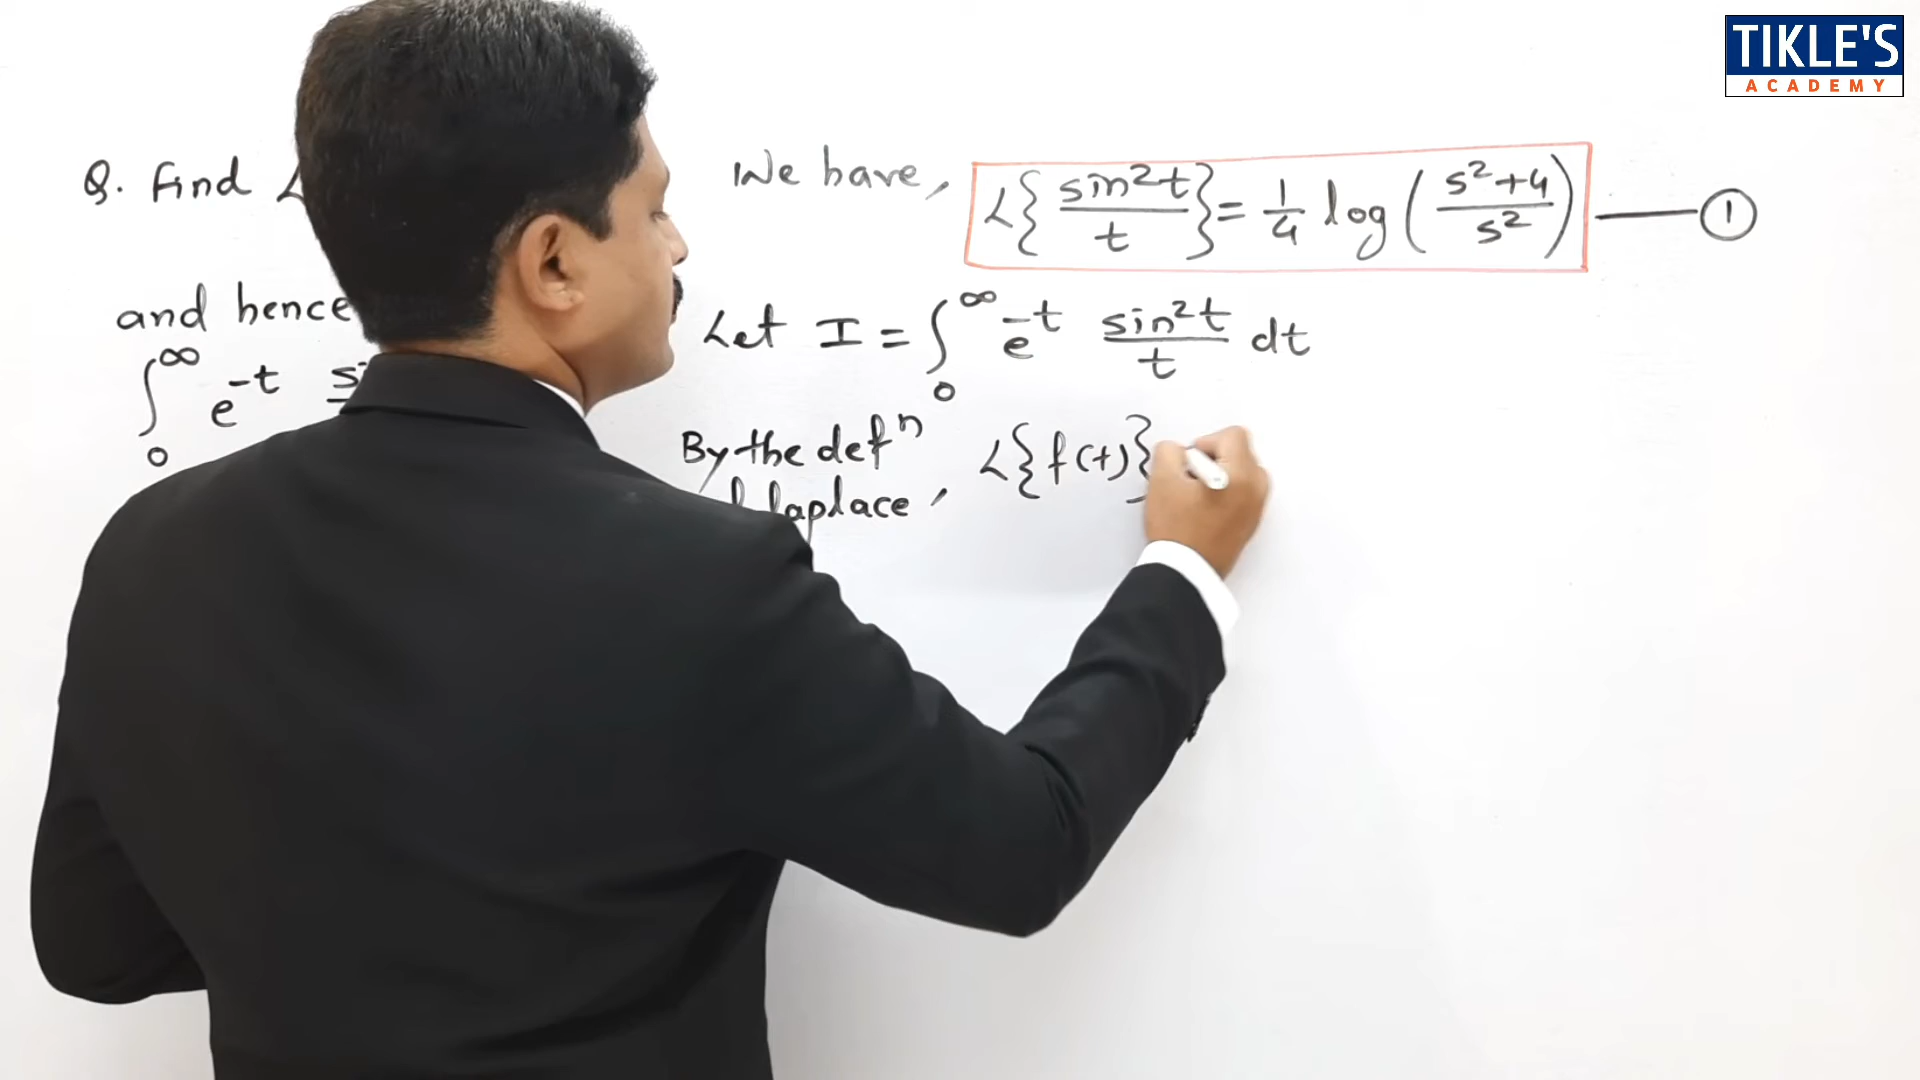 TIKLE'S
ACADEMY
Q. Find L
and hence
∫₀^∞ e^-t
We have, L{sin²t/t} = 1/4 log(s²+4/s²) —— ①
Let I = ∫₀^∞ e^-t sin²t/t dt
By the defⁿ L{f(t)}
laplace,